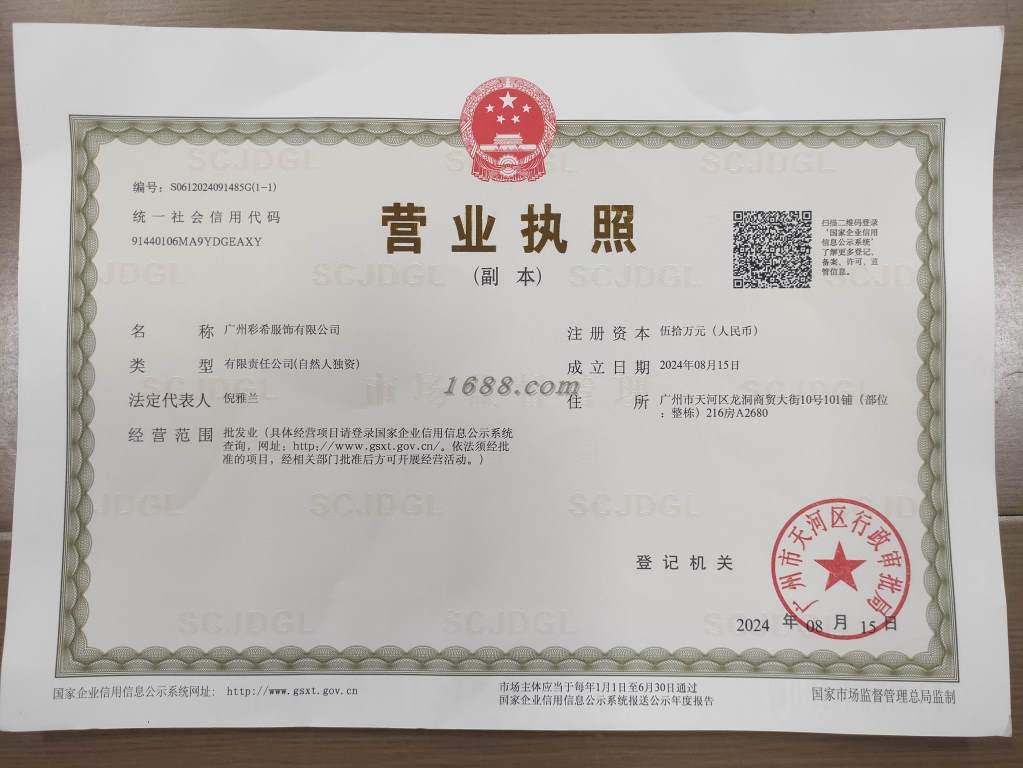 编号：S0612024091485G(1-1)
统一社会信用代码
91440106MA9YDGEAXY
营业执照
（副 本）
扫描二维码登录
‘国家企业信用
信息公示系统’
了解更多登记、
备案、许可、监
管信息。
名 称 广州彩希服饰有限公司
类 型 有限责任公司(自然人独资)
法定代表人 倪雅兰
经营范围 批发业（具体经营项目请登录国家企业信用信息公示系统
查询，网址：http://www.gsxt.gov.cn/。依法须经批
准的项目，经相关部门批准后方可开展经营活动。）
注册资本 伍拾万元（人民币）
成立日期 2024年08月15日
住 所 广州市天河区龙洞商贸大街10号101铺（部位
：整栋）216房A2680
1688.com
登记机关
广州市天河区行政审批局
2024 年 08 月 15 日
国家企业信用信息公示系统网址：http://www.gsxt.gov.cn
市场主体应当于每年1月1日至6月30日通过
国家企业信用信息公示系统报送公示年度报告
国家市场监督管理总局监制
SCJDGL
SCJDGL
SCJDGL
SCJDGL
SCJDGL
SCJDGL
SCJDGL
SCJDGL
SCJDGL
SCJDGL
SCJDGL